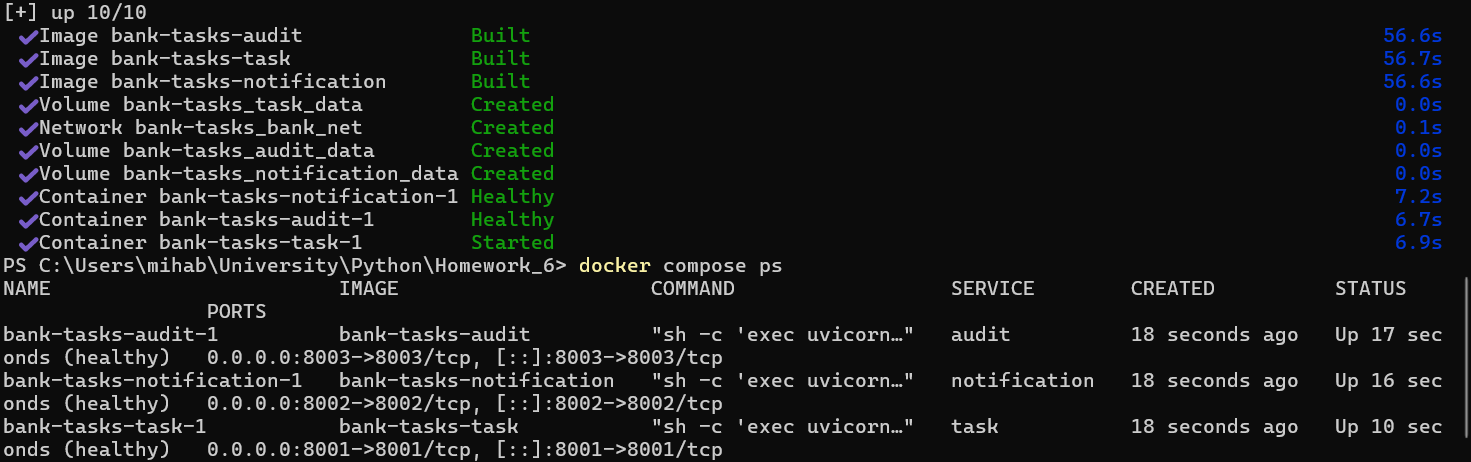 [+] up 10/10
✔Image bank-tasks-audit Built 56.6s
✔Image bank-tasks-task Built 56.7s
✔Image bank-tasks-notification Built 56.6s
✔Volume bank-tasks_task_data Created 0.0s
✔Network bank-tasks_bank_net Created 0.1s
✔Volume bank-tasks_audit_data Created 0.0s
✔Volume bank-tasks_notification_data Created 0.0s
✔Container bank-tasks-notification-1 Healthy 7.2s
✔Container bank-tasks-audit-1 Healthy 6.7s
✔Container bank-tasks-task-1 Started 6.9s
PS C:\Users\mihab\University\Python\Homework_6> docker compose ps
NAME IMAGE COMMAND SERVICE CREATED STATUS
PORTS
bank-tasks-audit-1 bank-tasks-audit "sh -c 'exec uvicorn…" audit 18 seconds ago Up 17 sec
onds (healthy) 0.0.0.0:8003->8003/tcp, [::]:8003->8003/tcp
bank-tasks-notification-1 bank-tasks-notification "sh -c 'exec uvicorn…" notification 18 seconds ago Up 16 sec
onds (healthy) 0.0.0.0:8002->8002/tcp, [::]:8002->8002/tcp
bank-tasks-task-1 bank-tasks-task "sh -c 'exec uvicorn…" task 18 seconds ago Up 10 sec
onds (healthy) 0.0.0.0:8001->8001/tcp, [::]:8001->8001/tcp